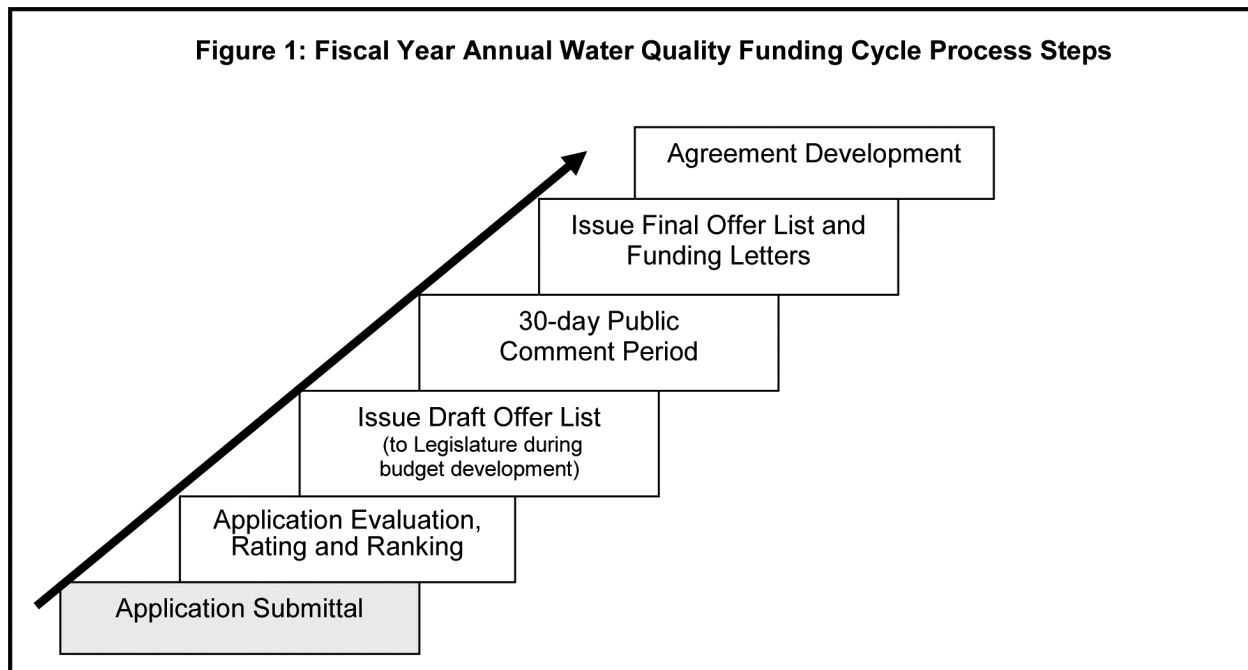 Figure 1: Fiscal Year Annual Water Quality Funding Cycle Process Steps
Agreement Development
Issue Final Offer List and
Funding Letters
30-day Public
Comment Period
Issue Draft Offer List
(to Legislature during
budget development)
Application Evaluation,
Rating and Ranking
Application Submittal